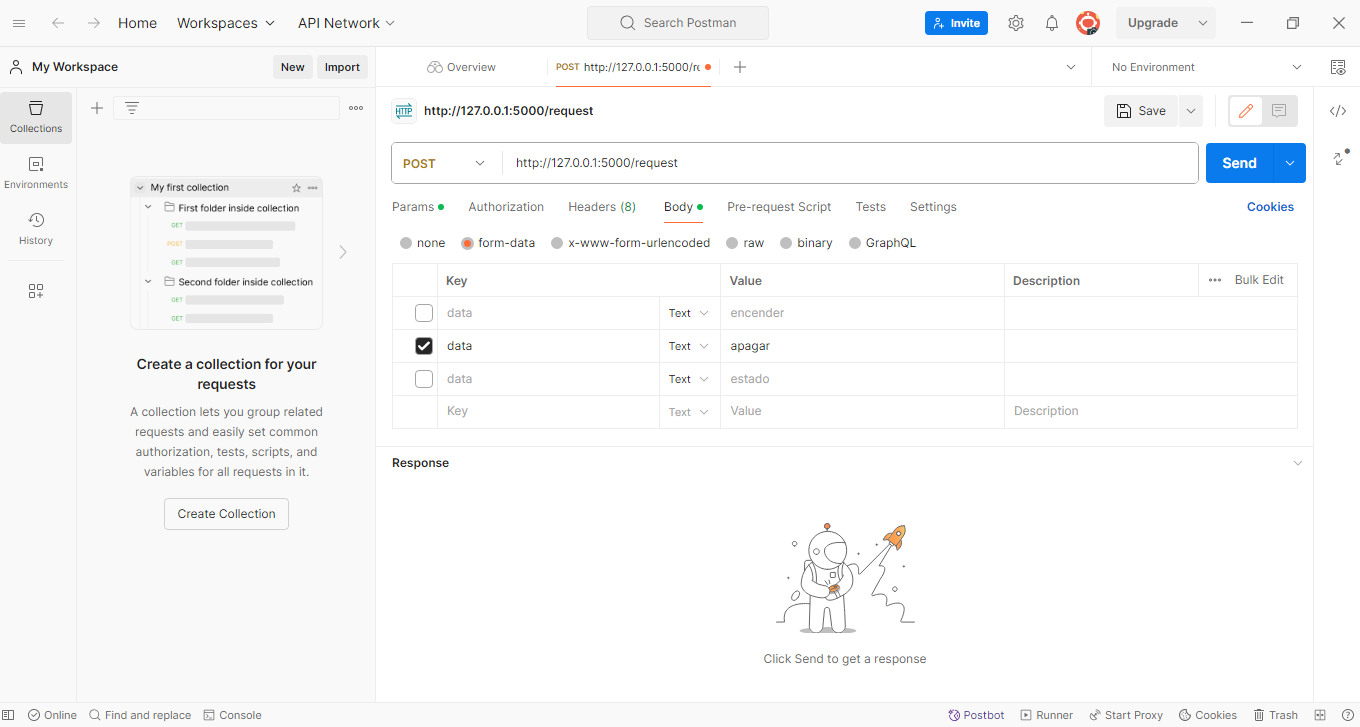 Home Workspaces API Network Search Postman Invite Upgrade
My Workspace New Import Overview POST http://127.0.0.1:5000/re No Environment
Collections
Environments
History
My first collection
First folder inside collection
GET
POST
GET
Second folder inside collection
GET
GET
Create a collection for your
requests
A collection lets you group related
requests and easily set common
authorization, tests, scripts, and
variables for all requests in it.
Create Collection
HTTP http://127.0.0.1:5000/request Save
POST http://127.0.0.1:5000/request Send
Params Authorization Headers (8) Body Pre-request Script Tests Settings Cookies
none form-data x-www-form-urlencoded raw binary GraphQL
Key Value Description Bulk Edit
data Text encender
data Text apagar
data Text estado
Key Text Value Description
Response
Click Send to get a response
Online Find and replace Console Postbot Runner Start Proxy Cookies Trash